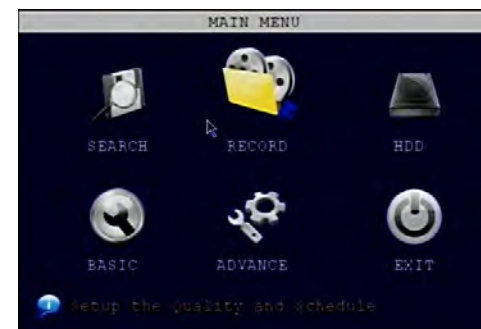 MAIN MENU
SEARCH RECORD HDD
BASIC ADVANCE EXIT
Setup the Quality and Schedule